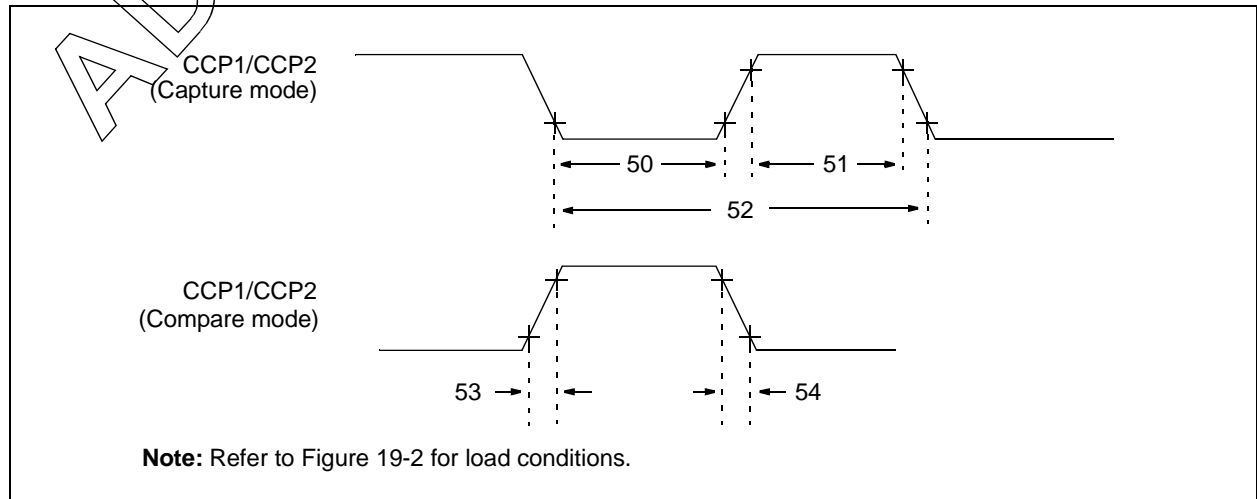 CCP1/CCP2
(Capture mode)
50
51
52
CCP1/CCP2
(Compare mode)
53
54
Note: Refer to Figure 19-2 for load conditions.